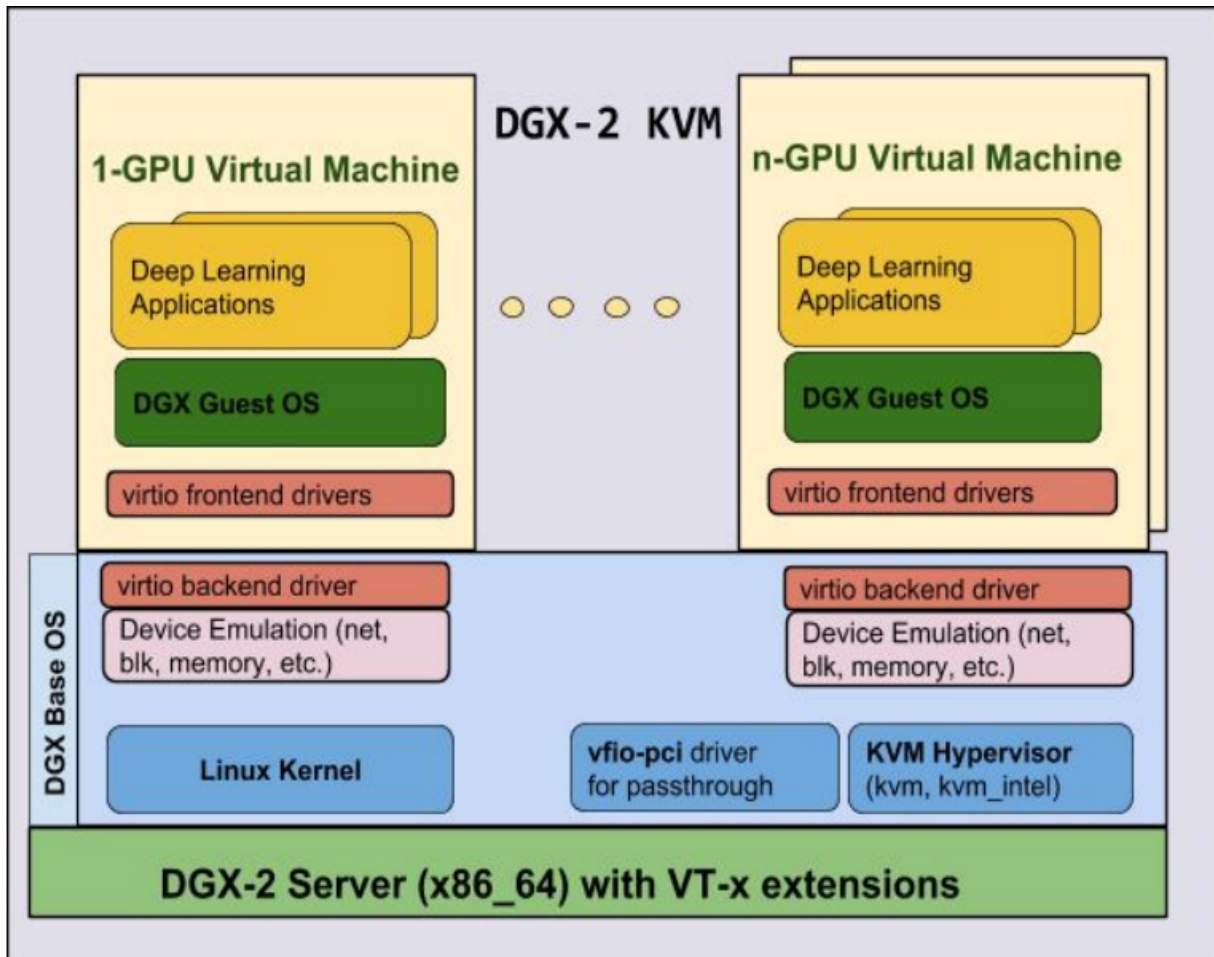 DGX-2 KVM
1-GPU Virtual Machine
Deep Learning
Applications
DGX Guest OS
virtio frontend drivers
n-GPU Virtual Machine
Deep Learning
Applications
DGX Guest OS
virtio frontend drivers
DGX Base OS
virtio backend driver
Device Emulation (net,
blk, memory, etc.)
virtio backend driver
Device Emulation (net,
blk, memory, etc.)
Linux Kernel
vfio-pci driver
for passthrough
KVM Hypervisor
(kvm, kvm_intel)
DGX-2 Server (x86_64) with VT-x extensions